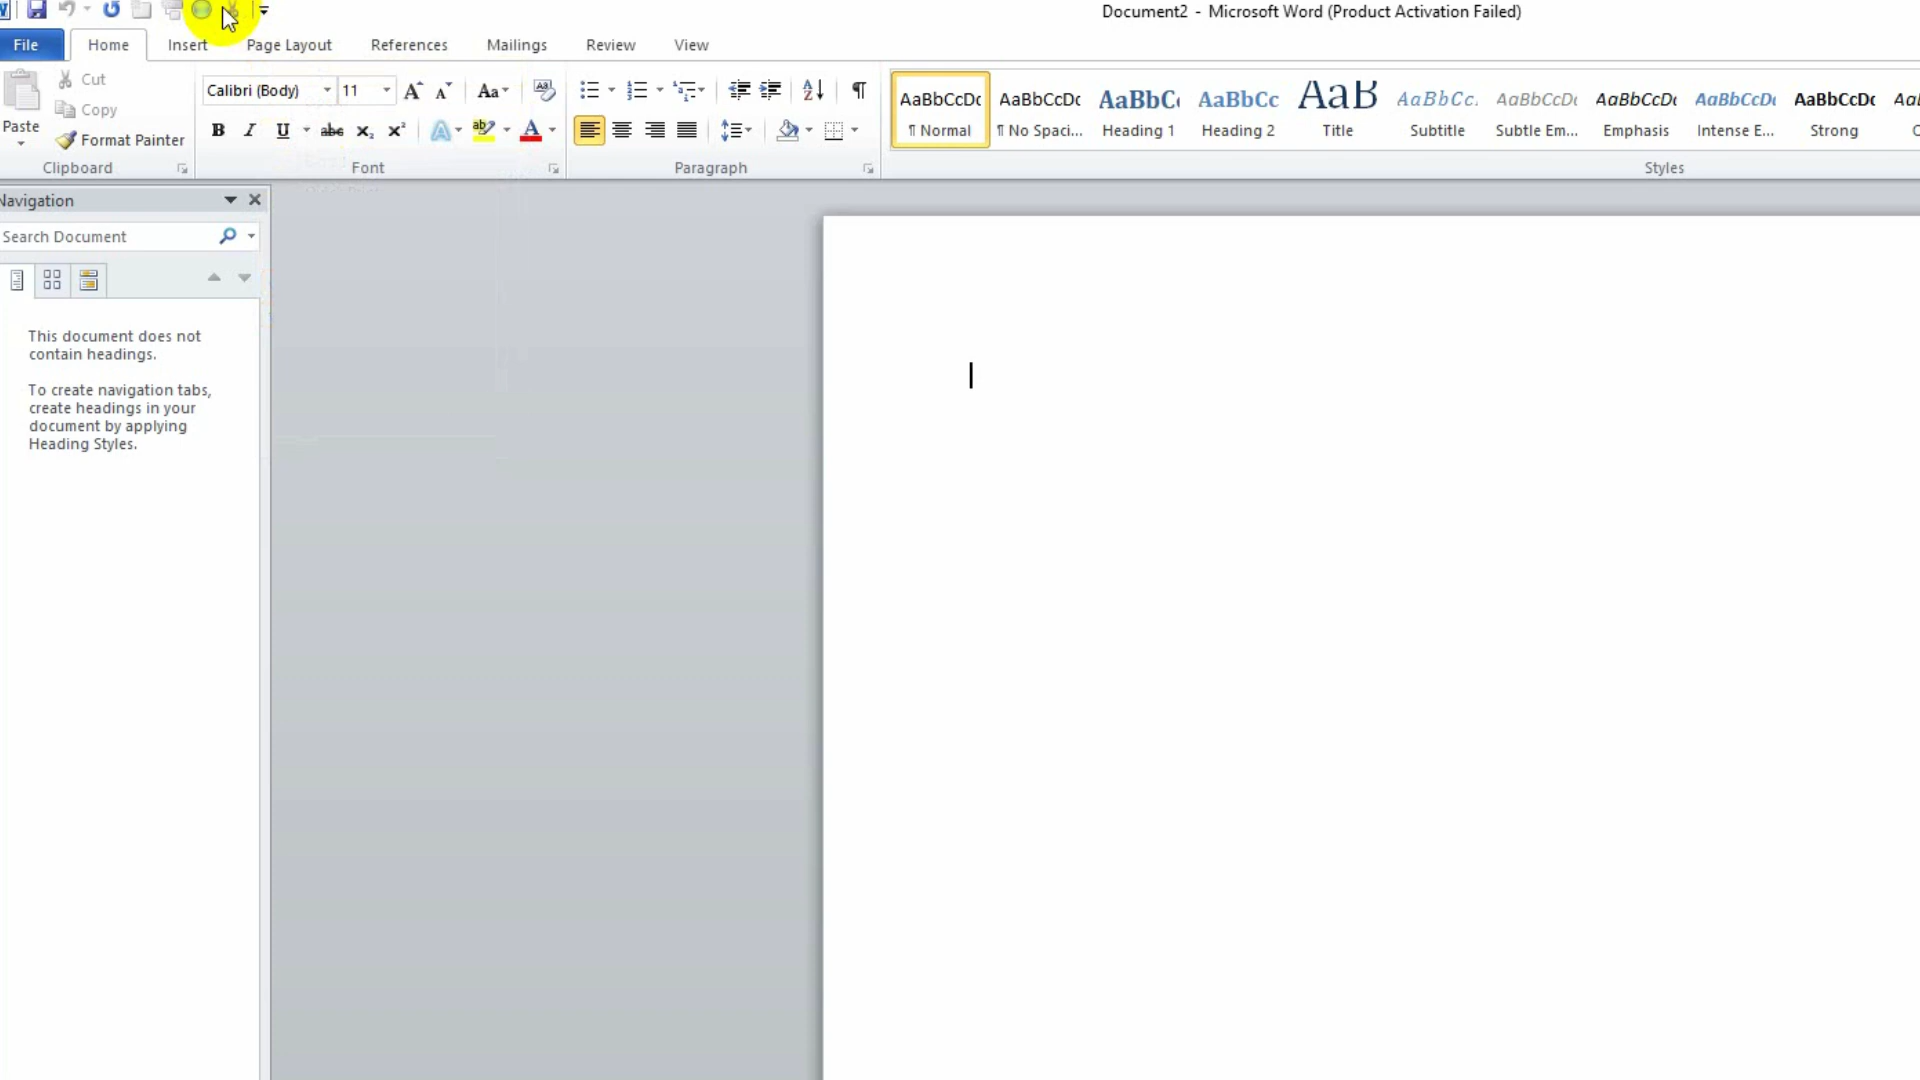 Document2 - Microsoft Word (Product Activation Failed)
File Home Insert Page Layout References Mailings Review View
Cut
Copy
Paste
Format Painter
Clipboard
Calibri (Body) 11
Aa
B I U abc x₂ x² A ab A
Font
A Z ¶
Paragraph
AaBbCcDc AaBbCcDc AaBbC AaBbCc AaB AaBbCc. AaBbCcDc AaBbCcDc AaBbCcDc AaBbCcDc
¶ Normal ¶ No Spaci... Heading 1 Heading 2 Title Subtitle Subtle Em... Emphasis Intense E... Strong
Styles
Navigation
Search Document
This document does not
contain headings.
To create navigation tabs,
create headings in your
document by applying
Heading Styles.